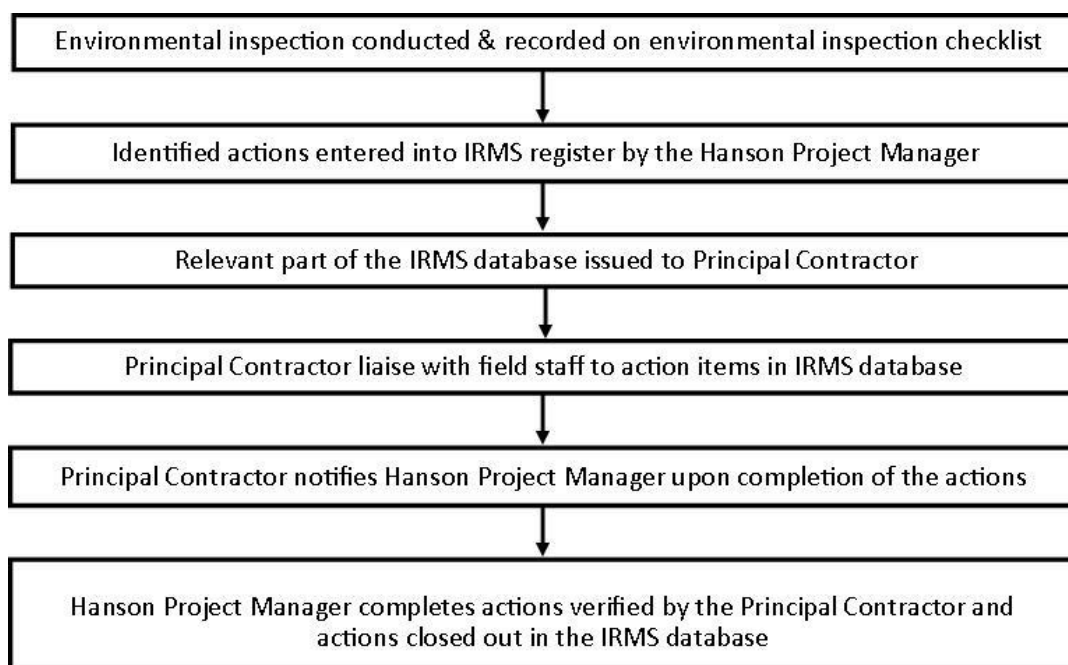 Environmental inspection conducted & recorded on environmental inspection checklist
Identified actions entered into IRMS register by the Hanson Project Manager
Relevant part of the IRMS database issued to Principal Contractor
Principal Contractor liaise with field staff to action items in IRMS database
Principal Contractor notifies Hanson Project Manager upon completion of the actions
Hanson Project Manager completes actions verified by the Principal Contractor and
actions closed out in the IRMS database